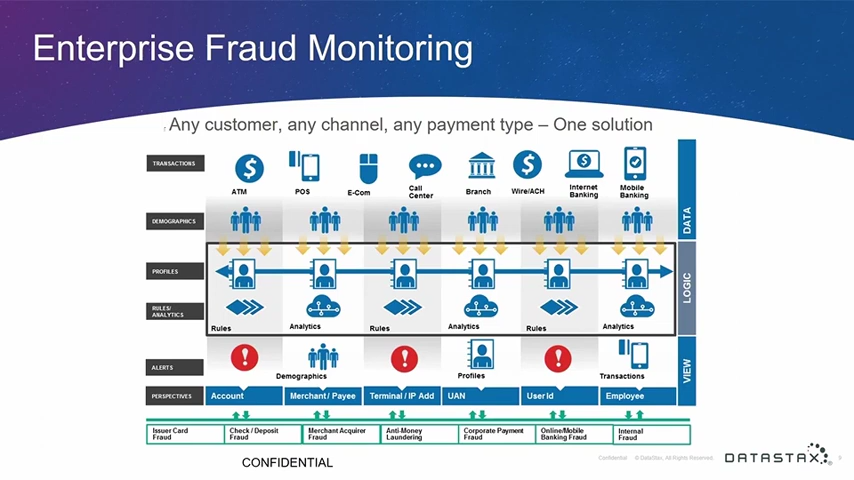 Enterprise Fraud Monitoring
Any customer, any channel, any payment type – One solution
TRANSACTIONS
ATM
POS
E-Com
Call
Center
Branch
Wire/ACH
Internet
Banking
Mobile
Banking
DEMOGRAPHICS
DATA
PROFILES
LOGIC
RULES/
ANALYTICS
Rules
Analytics
Rules
Analytics
Rules
Analytics
ALERTS
Demographics
Profiles
Transactions
VIEW
PERSPECTIVES
Account
Merchant / Payee
Terminal / IP Add
UAN
User Id
Employee
Issuer Card
Fraud
Check / Deposit
Fraud
Merchant Acquirer
Fraud
Anti-Money
Laundering
Corporate Payment
Fraud
Online/Mobile
Banking Fraud
Internal
Fraud
CONFIDENTIAL
Confidential © DataStax, All Rights Reserved.
DATASTAX
9